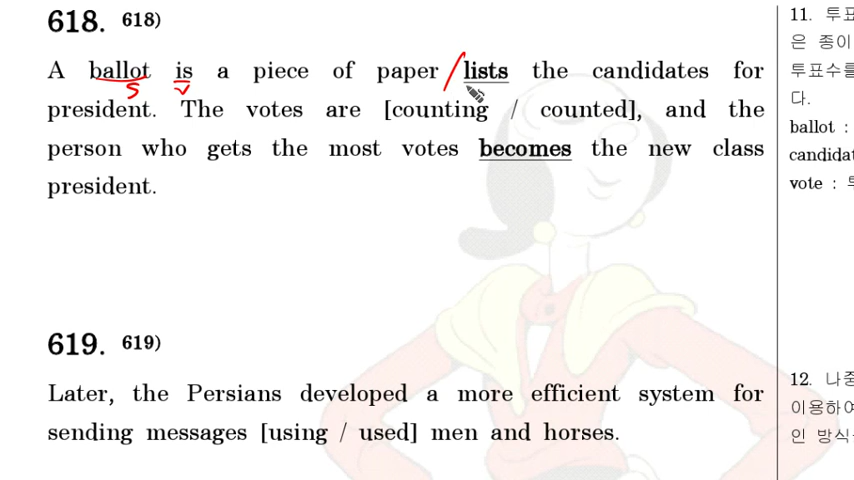 618. 618)
A ballot is a piece of paper lists the candidates for
s v
president. The votes are [counting / counted], and the
person who gets the most votes becomes the new class
president.
619. 619)
Later, the Persians developed a more efficient system for
sending messages [using / used] men and horses.
11. 투표
은 종이
투표수를
다.
ballot :
candidat
vote : 투
12. 나중
이용하여
인 방식